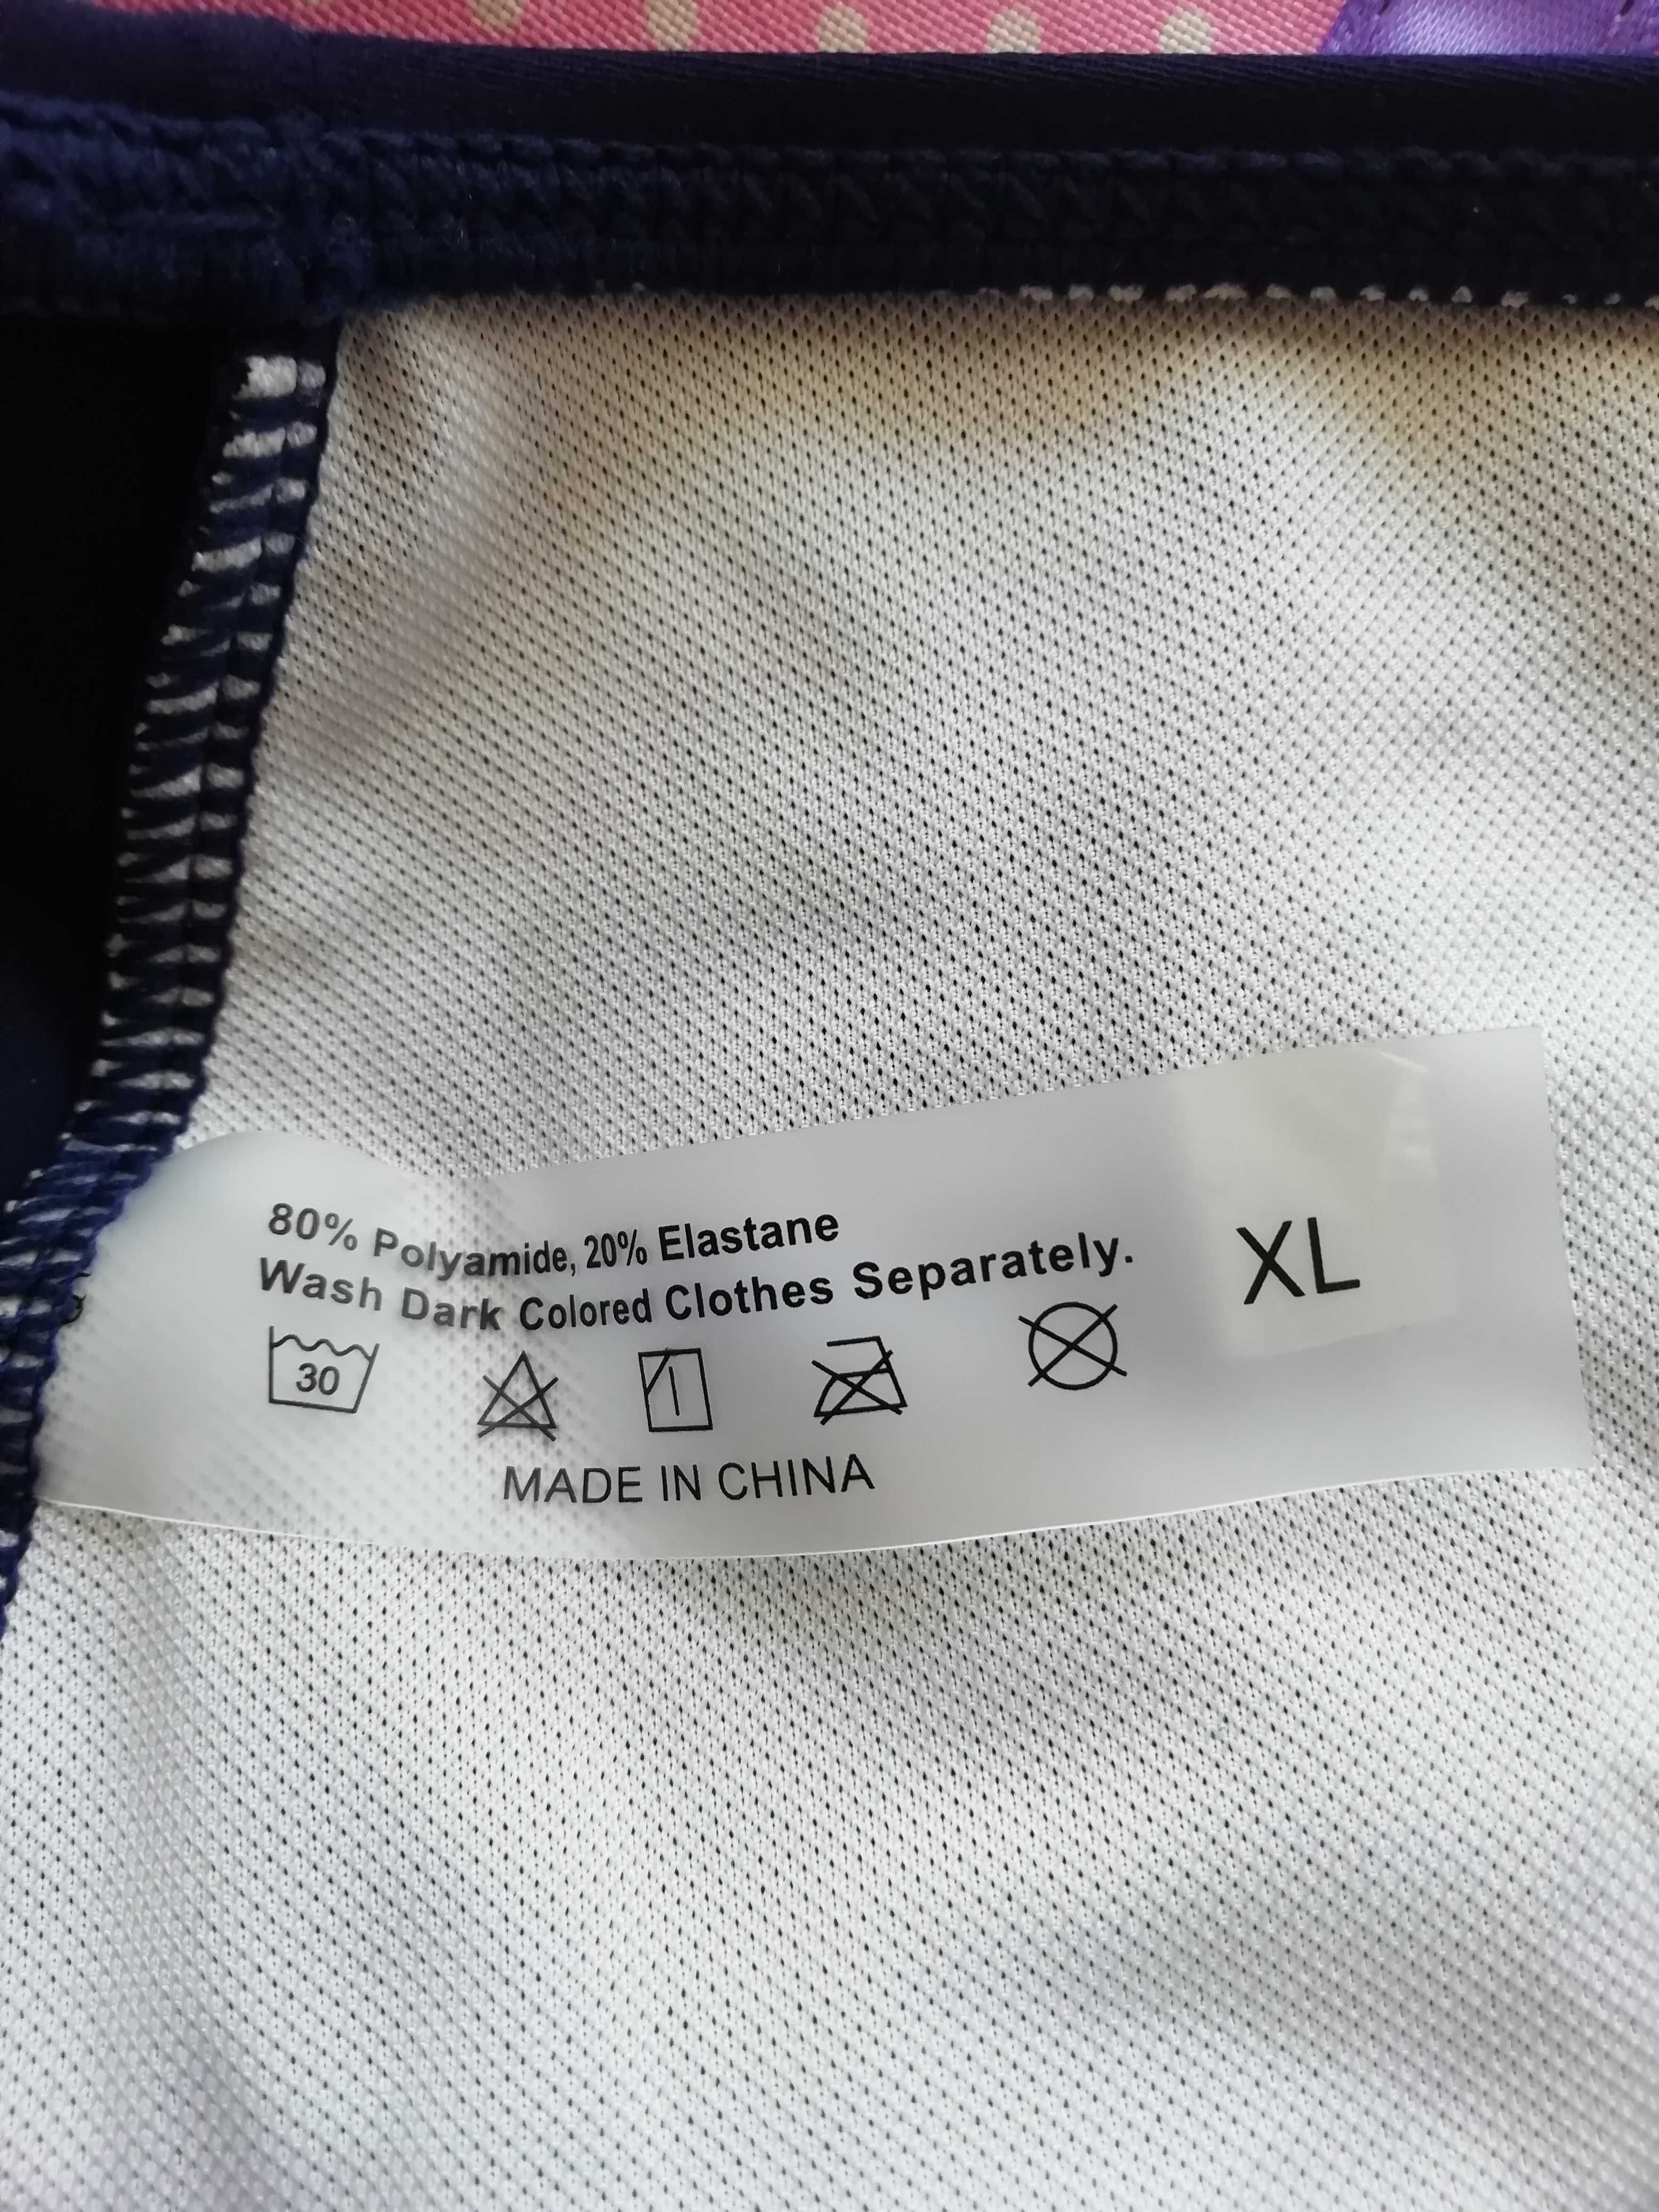 80% Polyamide, 20% Elastane
Wash Dark Colored Clothes Separately.
XL
30
MADE IN CHINA